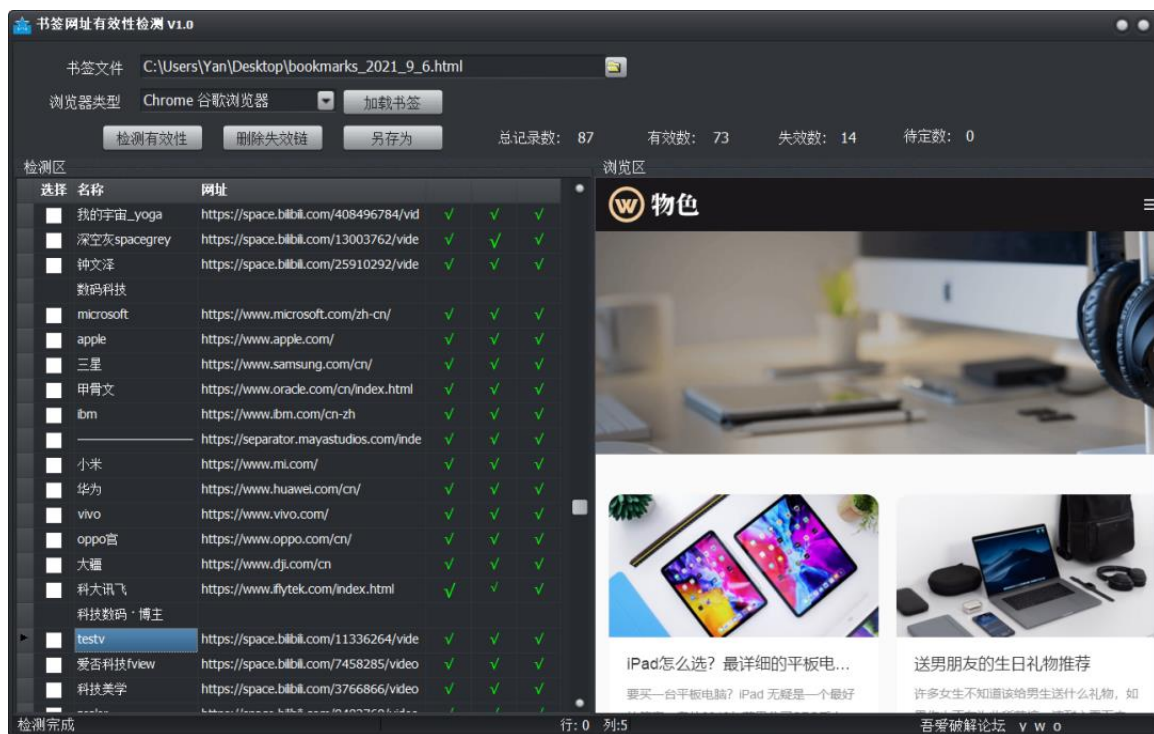 书签网址有效性检测 V1.0
书签文件 C:\Users\Yan\Desktop\bookmarks_2021_9_6.html
浏览器类型 Chrome 谷歌浏览器 加载书签
检测有效性 删除失效链 另存为 总记录数: 87 有效数: 73 失效数: 14 待定数: 0
检测区 浏览区
选择 名称 网址
物色
我的宇宙_yoga https://space.bilibili.com/408496784/vid √ √ √
深空灰spacegrey https://space.bilibili.com/13003762/vide √ √ √
钟文泽 https://space.bilibili.com/25910292/vide √ √ √
数码科技
microsoft https://www.microsoft.com/zh-cn/ √ √ √
apple https://www.apple.com/ √ √ √
三星 https://www.samsung.com/cn/ √ √ √
甲骨文 https://www.oracle.com/cn/index.html √ √ √
ibm https://www.ibm.com/cn-zh √ √ √
———————— https://separator.mayastudios.com/inde √ √ √
小米 https://www.mi.com/ √ √ √
华为 https://www.huawei.com/cn/ √ √ √
vivo https://www.vivo.com/ √ √ √
oppo官 https://www.oppo.com/cn/ √ √ √
大疆 https://www.dji.com/cn √ √ √
科大讯飞 https://www.iflytek.com/index.html √ √ √
科技数码·博主
testv https://space.bilibili.com/11336264/vide √ √ √
爱否科技fview https://space.bilibili.com/7458285/video √ √ √
科技美学 https://space.bilibili.com/3766866/video √ √ √
iPad怎么选？最详细的平板电...
要买一台平板电脑？iPad 无疑是一个最好
送男朋友的生日礼物推荐
许多女生不知道该给男生送什么礼物，如
检测完成 行: 0 列:5 吾爱破解论坛 v w o